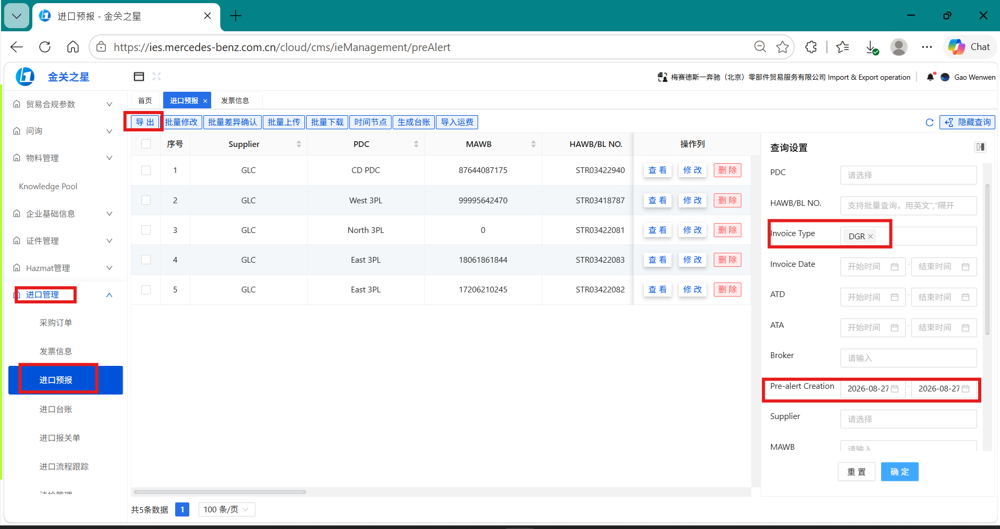 进口预报 - 金关之星
https://ies.mercedes-benz.com.cn/cloud/cms/ieManagement/preAlert
Chat
金关之星
梅赛德斯—奔驰（北京）零部件贸易服务有限公司 Import & Export operation
Gao Wenwen
贸易合规参数
问询
物料管理
Knowledge Pool
企业基础信息
证件管理
Hazmat管理
进口管理
采购订单
发票信息
进口预报
进口台账
进口报关单
进口流程跟踪
首页 进口预报 发票信息
导 出 批量修改 批量差异确认 批量上传 批量下载 时间节点 生成台账 导入运费
隐藏查询
序号 Supplier PDC MAWB HAWB/BL NO. 操作列
1 GLC CD PDC 87644087175 STR03422940 查 看 修 改 删 除
2 GLC West 3PL 99995642470 STR03418787 查 看 修 改 删 除
3 GLC North 3PL 0 STR03422081 查 看 修 改 删 除
4 GLC East 3PL 18061861844 STR03422083 查 看 修 改 删 除
5 GLC East 3PL 17206210245 STR03422082 查 看 修 改 删 除
共5条数据 1 100 条/页
查询设置
PDC 请选择
HAWB/BL NO. 支持批量查询，用英文“,”隔开
Invoice Type DGR
Invoice Date 开始时间 - 结束时间
ATD 开始时间 - 结束时间
ATA 开始时间 - 结束时间
Broker 请输入
Pre-alert Creation 2026-08-27 - 2026-08-27
Supplier 请选择
MAWB 请输入
重 置 确 定